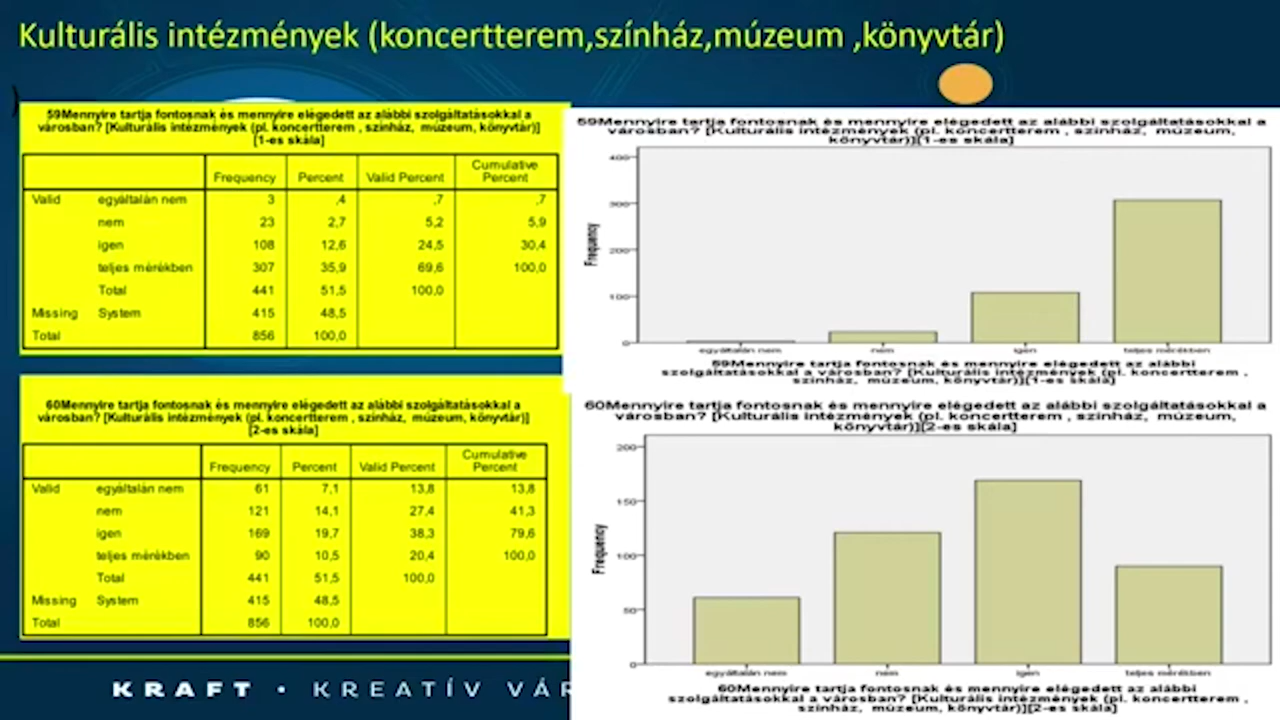 Kulturális intézmények (koncertterem,színház,múzeum ,könyvtár)
59Mennyire tartja fontosnak és mennyire elégedett az alábbi szolgáltatásokkal a
városban? [Kulturális intézmények (pl. koncertterem , színház, múzeum, könyvtár)]
[1-es skála]
Frequency Percent Valid Percent Cumulative Percent
Valid egyáltalán nem 3 ,4 ,7 ,7
nem 23 2,7 5,2 5,9
igen 108 12,6 24,5 30,4
teljes mérékben 307 35,9 69,6 100,0
Total 441 51,5 100,0
Missing System 415 48,5
Total 856 100,0
60Mennyire tartja fontosnak és mennyire elégedett az alábbi szolgáltatásokkal a
városban? [Kulturális intézmények (pl. koncertterem , színház, múzeum, könyvtár)]
[2-es skála]
Frequency Percent Valid Percent Cumulative Percent
Valid egyáltalán nem 61 7,1 13,8 13,8
nem 121 14,1 27,4 41,3
igen 169 19,7 38,3 79,6
teljes mérékben 90 10,5 20,4 100,0
Total 441 51,5 100,0
Missing System 415 48,5
Total 856 100,0
59Mennyire tartja fontosnak és mennyire elégedett az alábbi szolgáltatásokkal a
városban? [Kulturális intézmények (pl. koncertterem , színház, múzeum,
könyvtár)][1-es skála]
400
300
200
100
0
Frequency
egyáltalán nem nem igen teljes mérékben
59Mennyire tartja fontosnak és mennyire elégedett az alábbi
szolgáltatásokkal a városban? [Kulturális intézmények (pl. koncertterem ,
színház, múzeum, könyvtár)][1-es skála]
60Mennyire tartja fontosnak és mennyire elégedett az alábbi szolgáltatásokkal a
városban? [Kulturális intézmények (pl. koncertterem , színház, múzeum,
könyvtár)][2-es skála]
200
150
100
50
0
Frequency
egyáltalán nem nem igen teljes mérékben
60Mennyire tartja fontosnak és mennyire elégedett az alábbi
szolgáltatásokkal a városban? [Kulturális intézmények (pl. koncertterem ,
színház, múzeum, könyvtár)][2-es skála]
KRAFT • KREATÍV VÁR